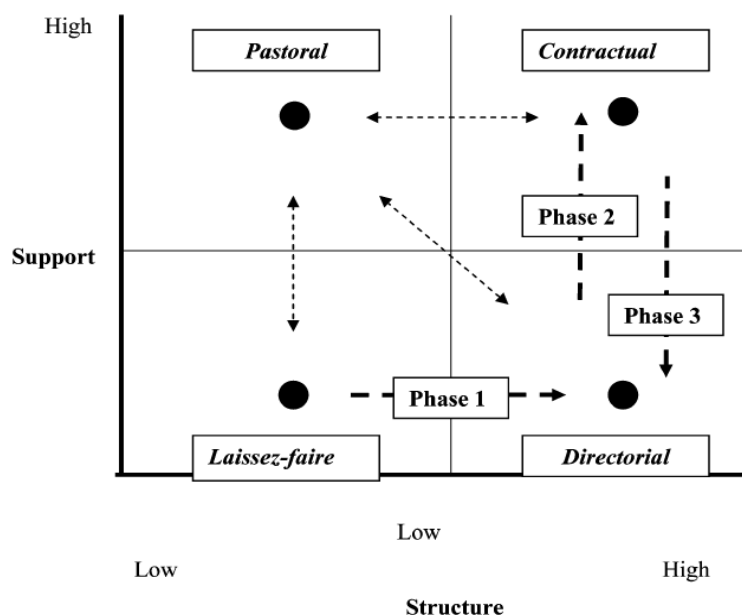 High
Pastoral
Contractual
Phase 2
Support
Phase 3
Phase 1
Laissez-faire
Directorial
Low
Low
High
Structure